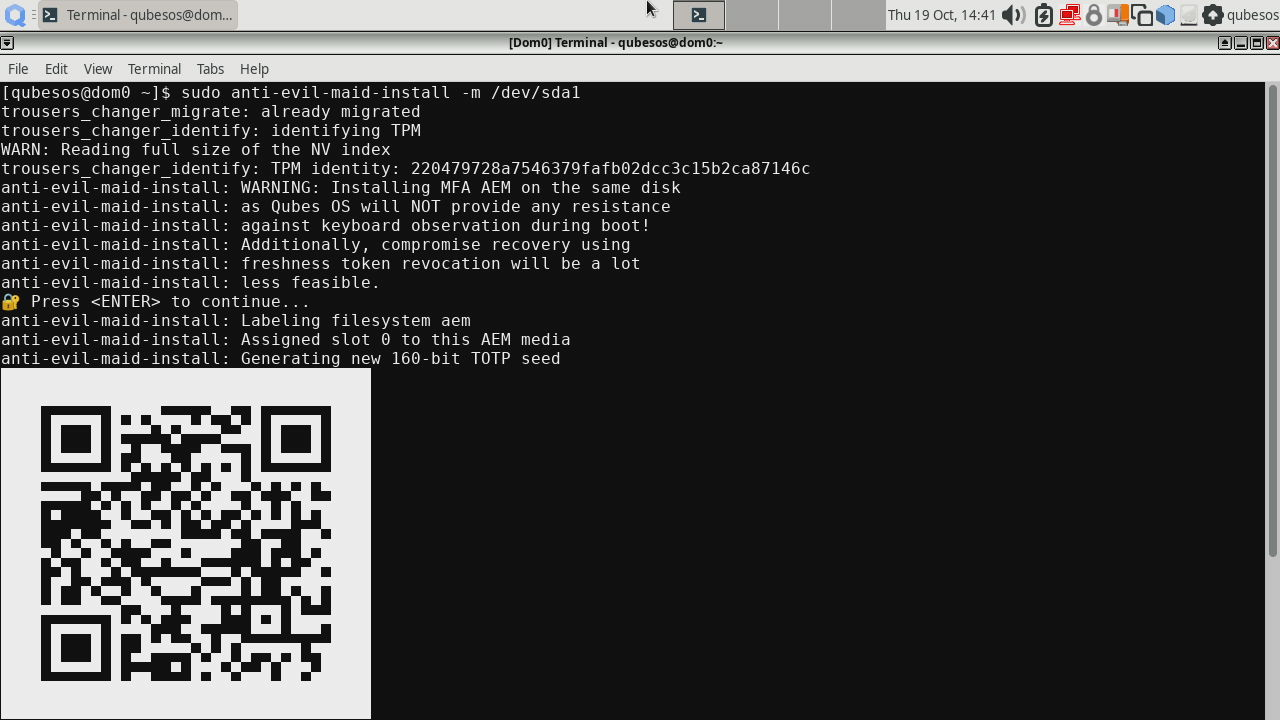 Terminal - qubesos@dom...
Thu 19 Oct, 14:41
qubesos
[Dom0] Terminal - qubesos@dom0:~
File Edit View Terminal Tabs Help
[qubesos@dom0 ~]$ sudo anti-evil-maid-install -m /dev/sda1
trousers_changer_migrate: already migrated
trousers_changer_identify: identifying TPM
WARN: Reading full size of the NV index
trousers_changer_identify: TPM identity: 220479728a7546379fafb02dcc3c15b2ca87146c
anti-evil-maid-install: WARNING: Installing MFA AEM on the same disk
anti-evil-maid-install: as Qubes OS will NOT provide any resistance
anti-evil-maid-install: against keyboard observation during boot!
anti-evil-maid-install: Additionally, compromise recovery using
anti-evil-maid-install: freshness token revocation will be a lot
anti-evil-maid-install: less feasible.
🔐 Press <ENTER> to continue...
anti-evil-maid-install: Labeling filesystem aem
anti-evil-maid-install: Assigned slot 0 to this AEM media
anti-evil-maid-install: Generating new 160-bit TOTP seed